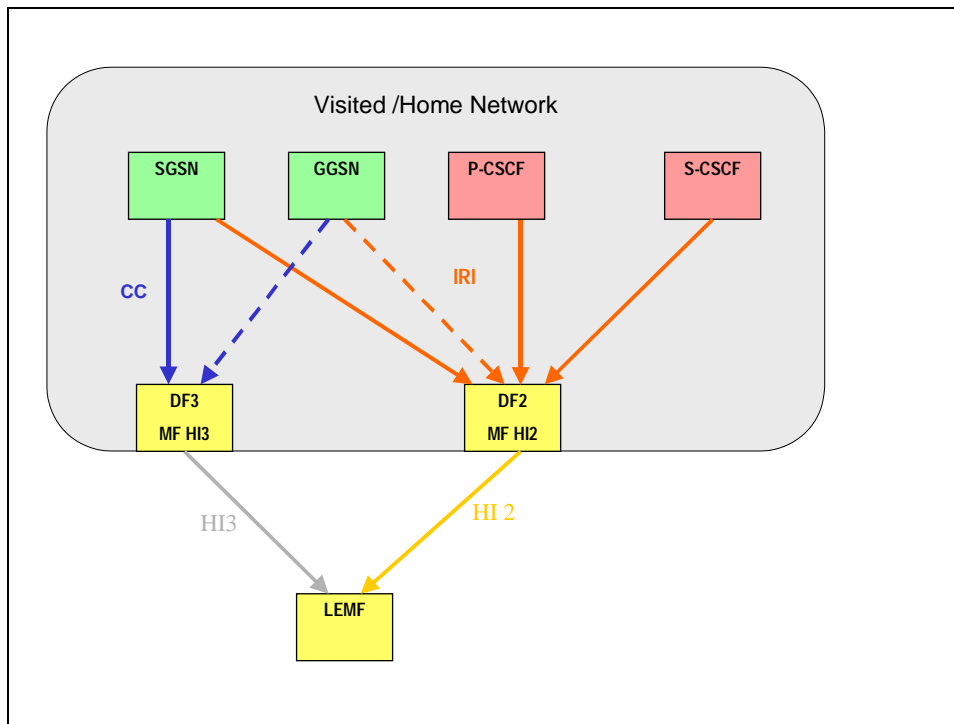 Visited /Home Network
SGSN
GGSN
P-CSCF
S-CSCF
CC
IRI
DF3
MF HI3
DF2
MF HI2
HI3
HI 2
LEMF